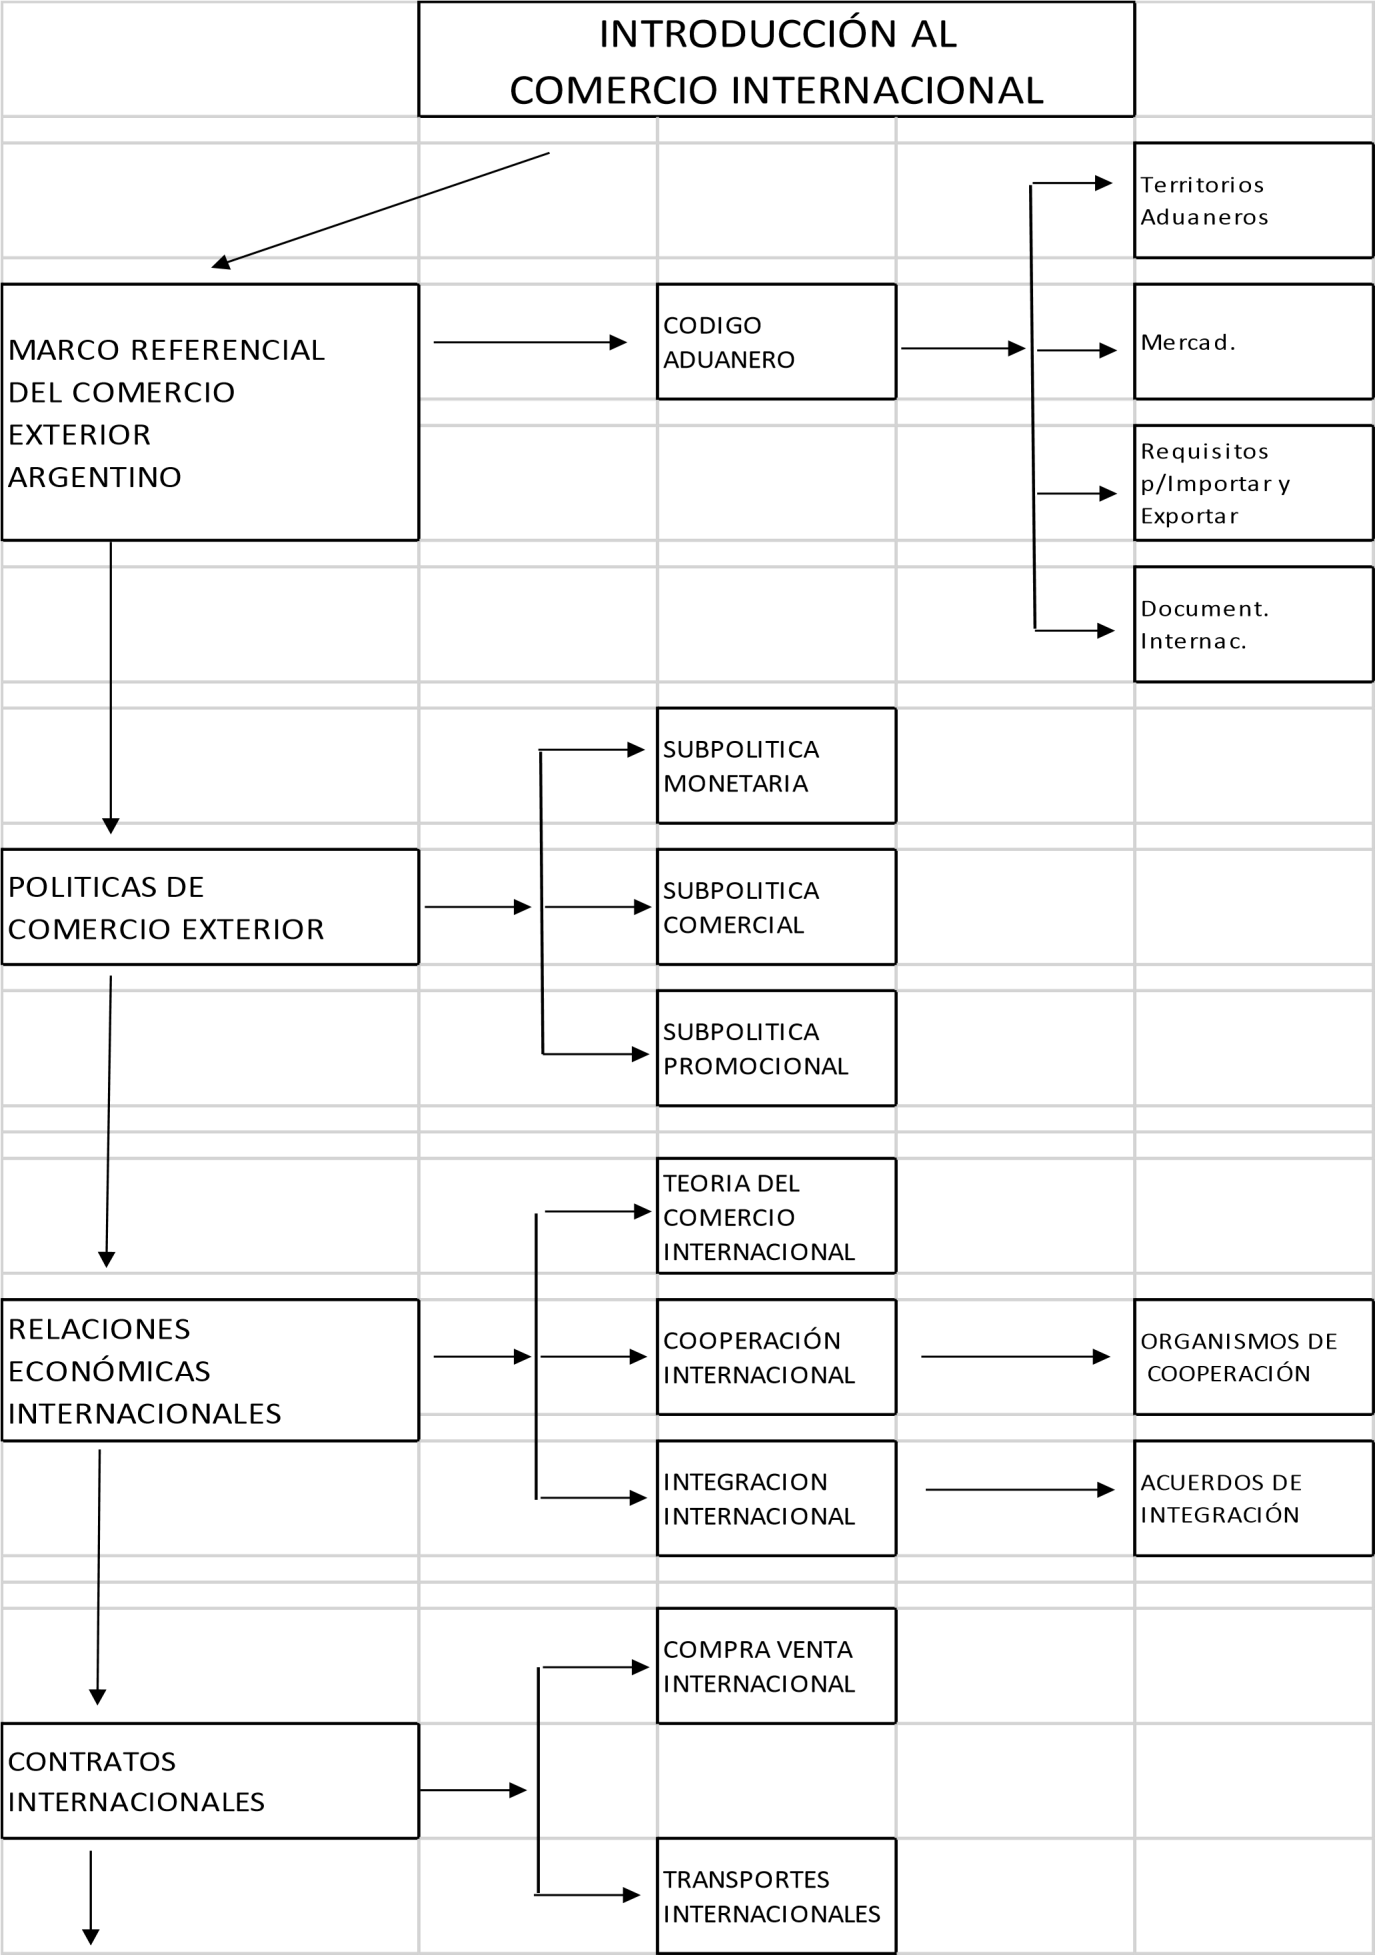 INTRODUCCIÓN AL
COMERCIO INTERNACIONAL
Territorios
Aduaneros
MARCO REFERENCIAL
DEL COMERCIO
EXTERIOR
ARGENTINO
CODIGO
ADUANERO
Mercad.
Requisitos
p/Importar y
Exportar
Document.
Internac.
SUBPOLITICA
MONETARIA
POLITICAS DE
COMERCIO EXTERIOR
SUBPOLITICA
COMERCIAL
SUBPOLITICA
PROMOCIONAL
TEORIA DEL
COMERCIO
INTERNACIONAL
RELACIONES
ECONÓMICAS
INTERNACIONALES
COOPERACIÓN
INTERNACIONAL
ORGANISMOS DE
COOPERACIÓN
INTEGRACION
INTERNACIONAL
ACUERDOS DE
INTEGRACIÓN
COMPRA VENTA
INTERNACIONAL
CONTRATOS
INTERNACIONALES
TRANSPORTES
INTERNACIONALES